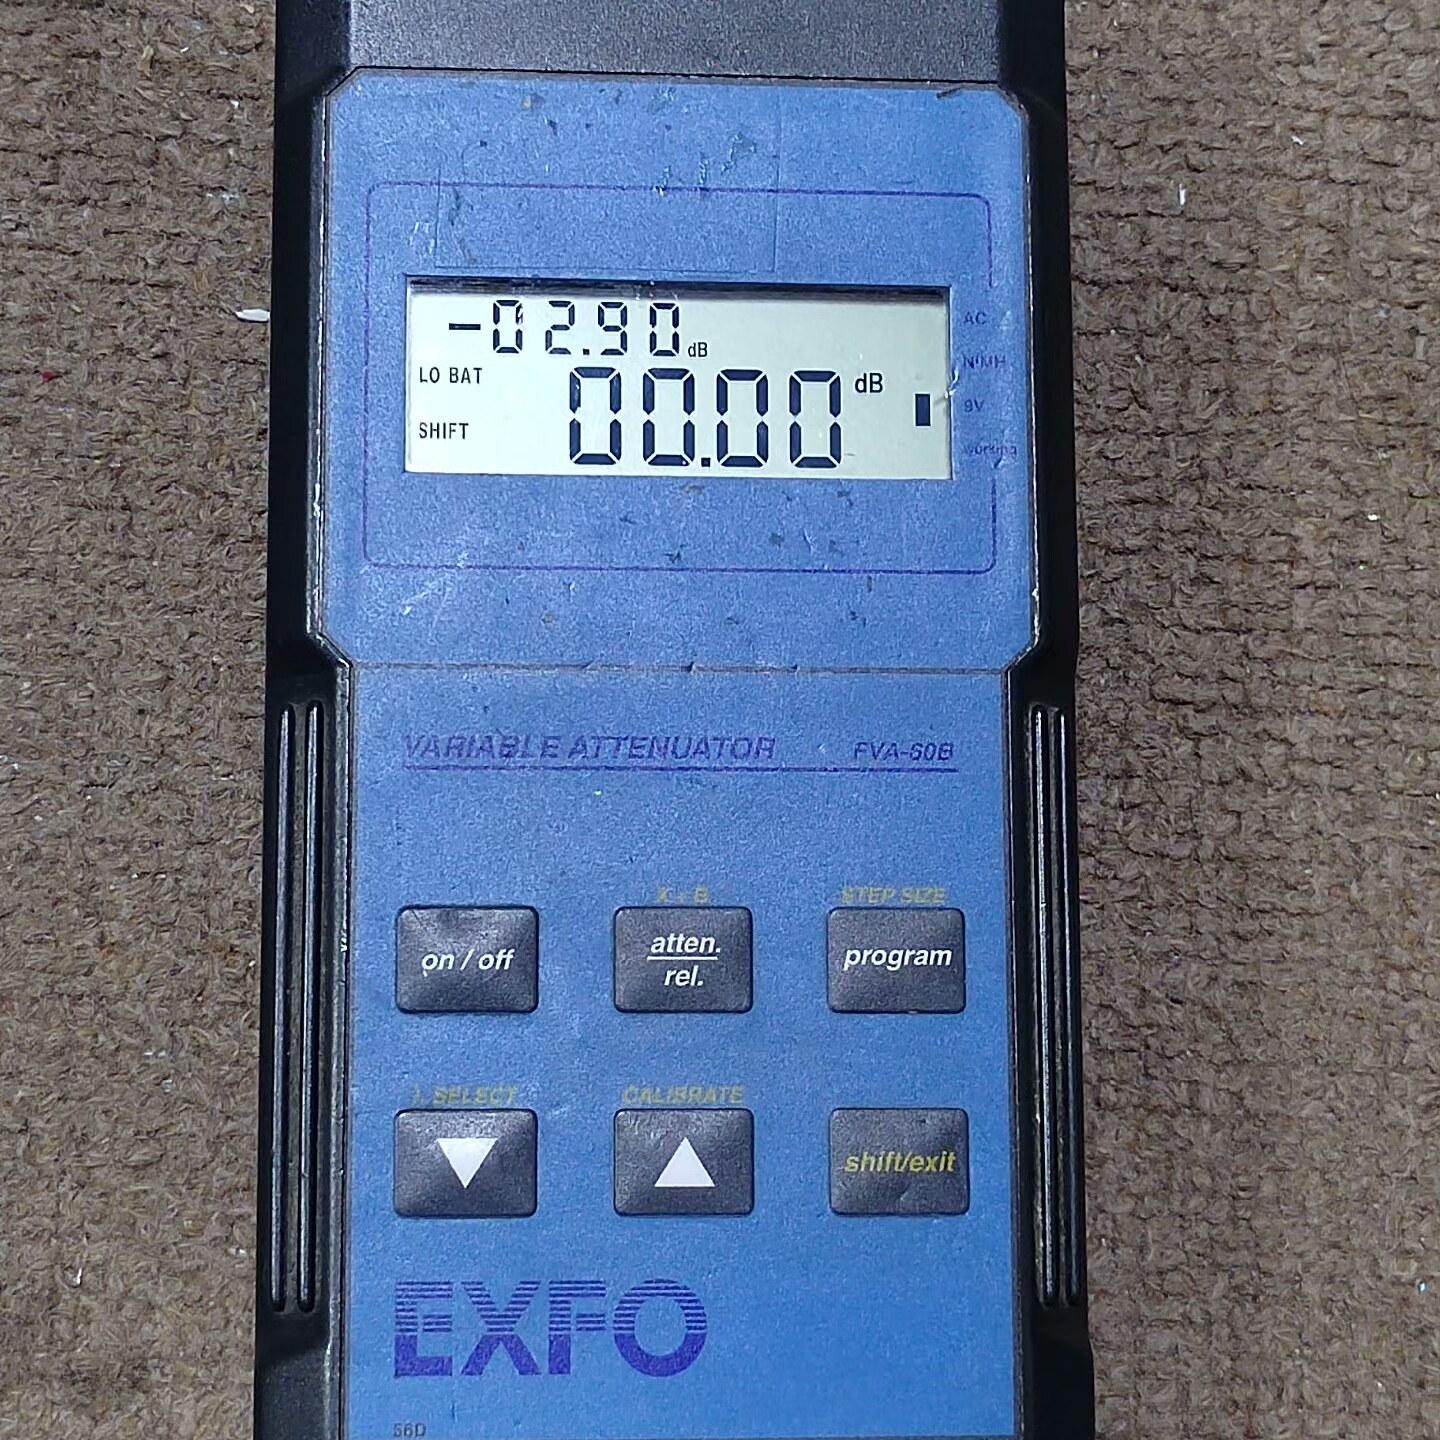 -02.90 dB
LO BAT
00.00 dB
SHIFT
AC
NiMH
9V
working
VARIABLE ATTENUATOR FVA-60B
X + B
STEP SIZE
on / off
atten.
rel.
program
λ SELECT
CALIBRATE
shift/exit
EXFO